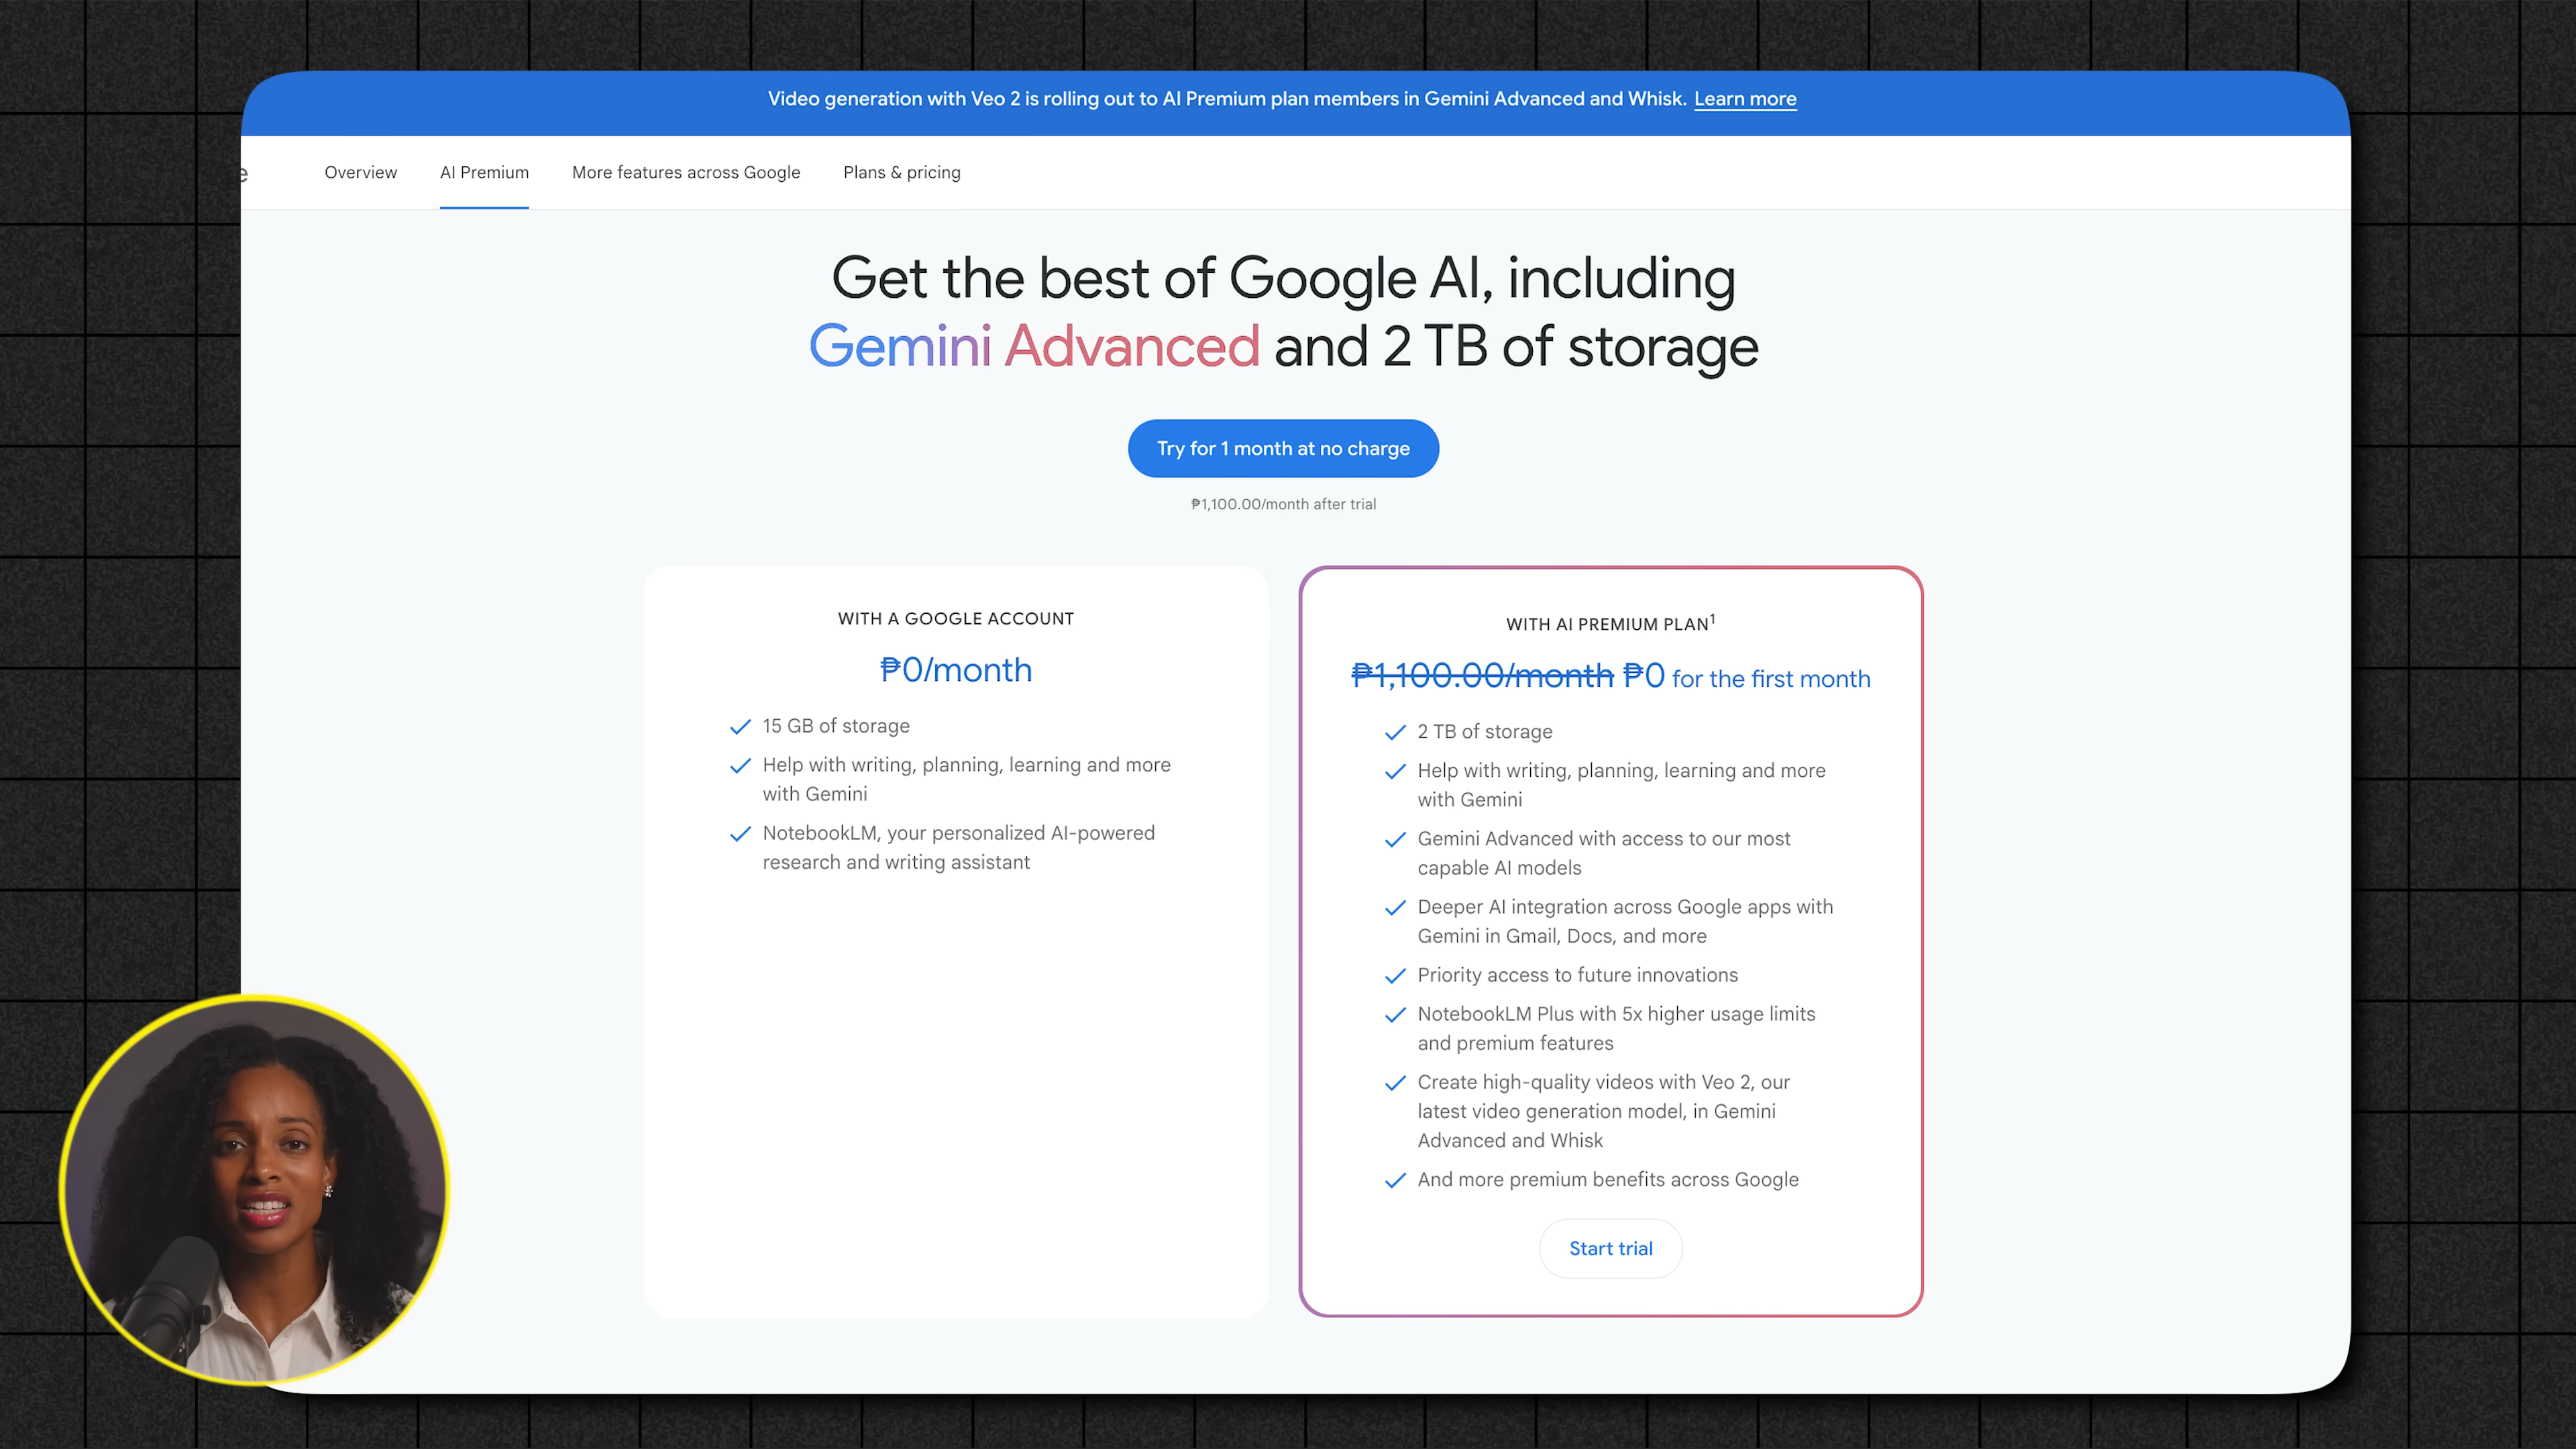 Video generation with Veo 2 is rolling out to AI Premium plan members in Gemini Advanced and Whisk. Learn more
e Overview AI Premium More features across Google Plans & pricing
Get the best of Google AI, including
Gemini Advanced and 2 TB of storage
Try for 1 month at no charge
₱1,100.00/month after trial
WITH A GOOGLE ACCOUNT
₱0/month
15 GB of storage
Help with writing, planning, learning and more
with Gemini
NotebookLM, your personalized AI-powered
research and writing assistant
WITH AI PREMIUM PLAN¹
₱1,100.00/month ₱0 for the first month
2 TB of storage
Help with writing, planning, learning and more
with Gemini
Gemini Advanced with access to our most
capable AI models
Deeper AI integration across Google apps with
Gemini in Gmail, Docs, and more
Priority access to future innovations
NotebookLM Plus with 5x higher usage limits
and premium features
Create high-quality videos with Veo 2, our
latest video generation model, in Gemini
Advanced and Whisk
And more premium benefits across Google
Start trial